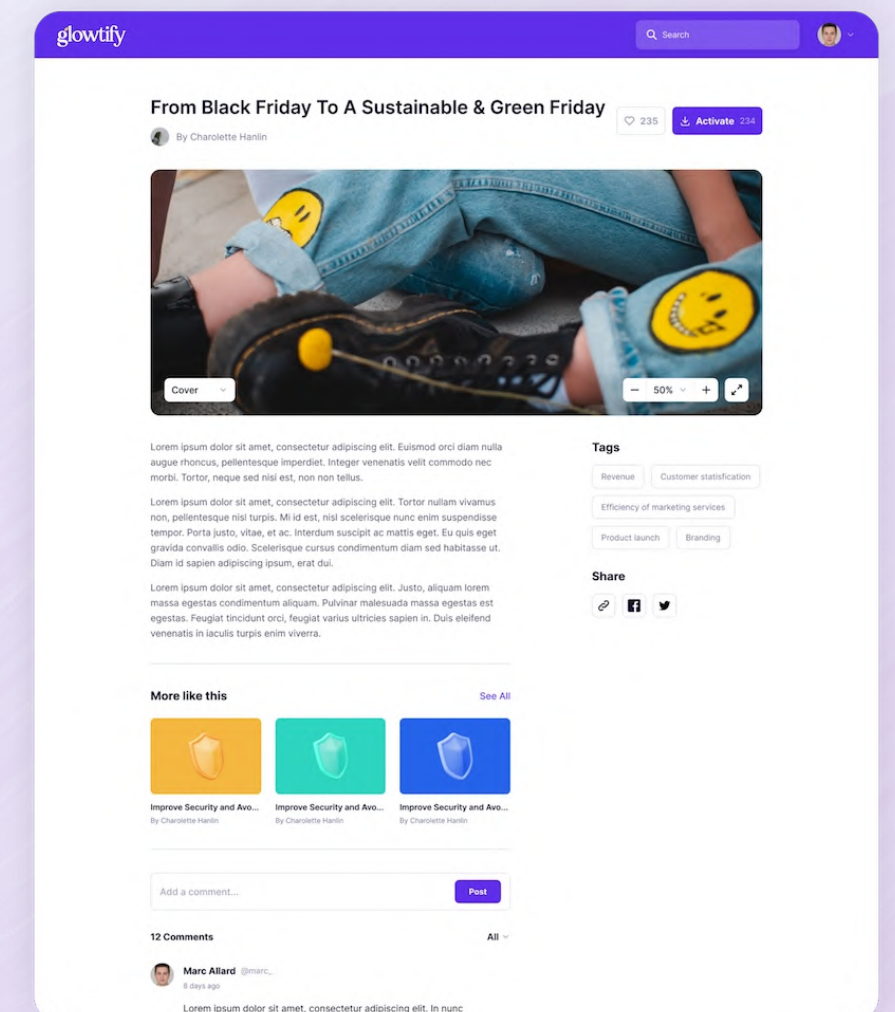 glowtify
Search
From Black Friday To A Sustainable & Green Friday
235
Activate 234
By Charolette Hanlin
Cover
50%
Lorem ipsum dolor sit amet, consectetur adipiscing elit. Euismod orci diam nulla
augue rhoncus, pellentesque imperdiet. Integer venenatis velit commodo nec
morbi. Tortor, neque sed nisi est, non non tellus.
Lorem ipsum dolor sit amet, consectetur adipiscing elit. Tortor nullam vivamus
non, pellentesque nisl turpis. Mi id est, nisl scelerisque nunc enim suspendisse
tempor. Porta justo, vitae, et ac. Interdum suscipit ac mattis eget. Eu quis eget
gravida convallis odio. Scelerisque cursus condimentum diam sed habitasse ut.
Diam id sapien adipiscing ipsum, erat dui.
Lorem ipsum dolor sit amet, consectetur adipiscing elit. Justo, aliquam lorem
massa egestas condimentum aliquam. Pulvinar malesuada massa egestas est
egestas. Feugiat tincidunt orci, feugiat varius ultricies sapien in. Duis eleifend
venenatis in iaculis turpis enim viverra.
Tags
Revenue
Customer statisfication
Efficiency of marketing services
Product launch
Branding
Share
More like this
See All
Improve Security and Avo...
By Charolette Hanlin
Improve Security and Avo...
By Charolette Hanlin
Improve Security and Avo...
By Charolette Hanlin
Add a comment...
Post
12 Comments
All
Marc Allard @marc_
6 days ago
Lorem ipsum dolor sit amet, consectetur adipiscing elit. In nunc